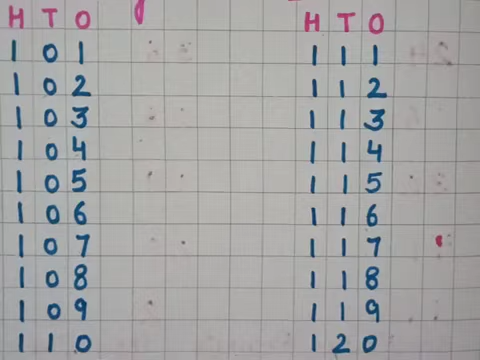 H T O
1 0 1
1 0 2
1 0 3
1 0 4
1 0 5
1 0 6
1 0 7
1 0 8
1 0 9
1 1 0
H T O
1 1 1
1 1 2
1 1 3
1 1 4
1 1 5
1 1 6
1 1 7
1 1 8
1 1 9
1 2 0